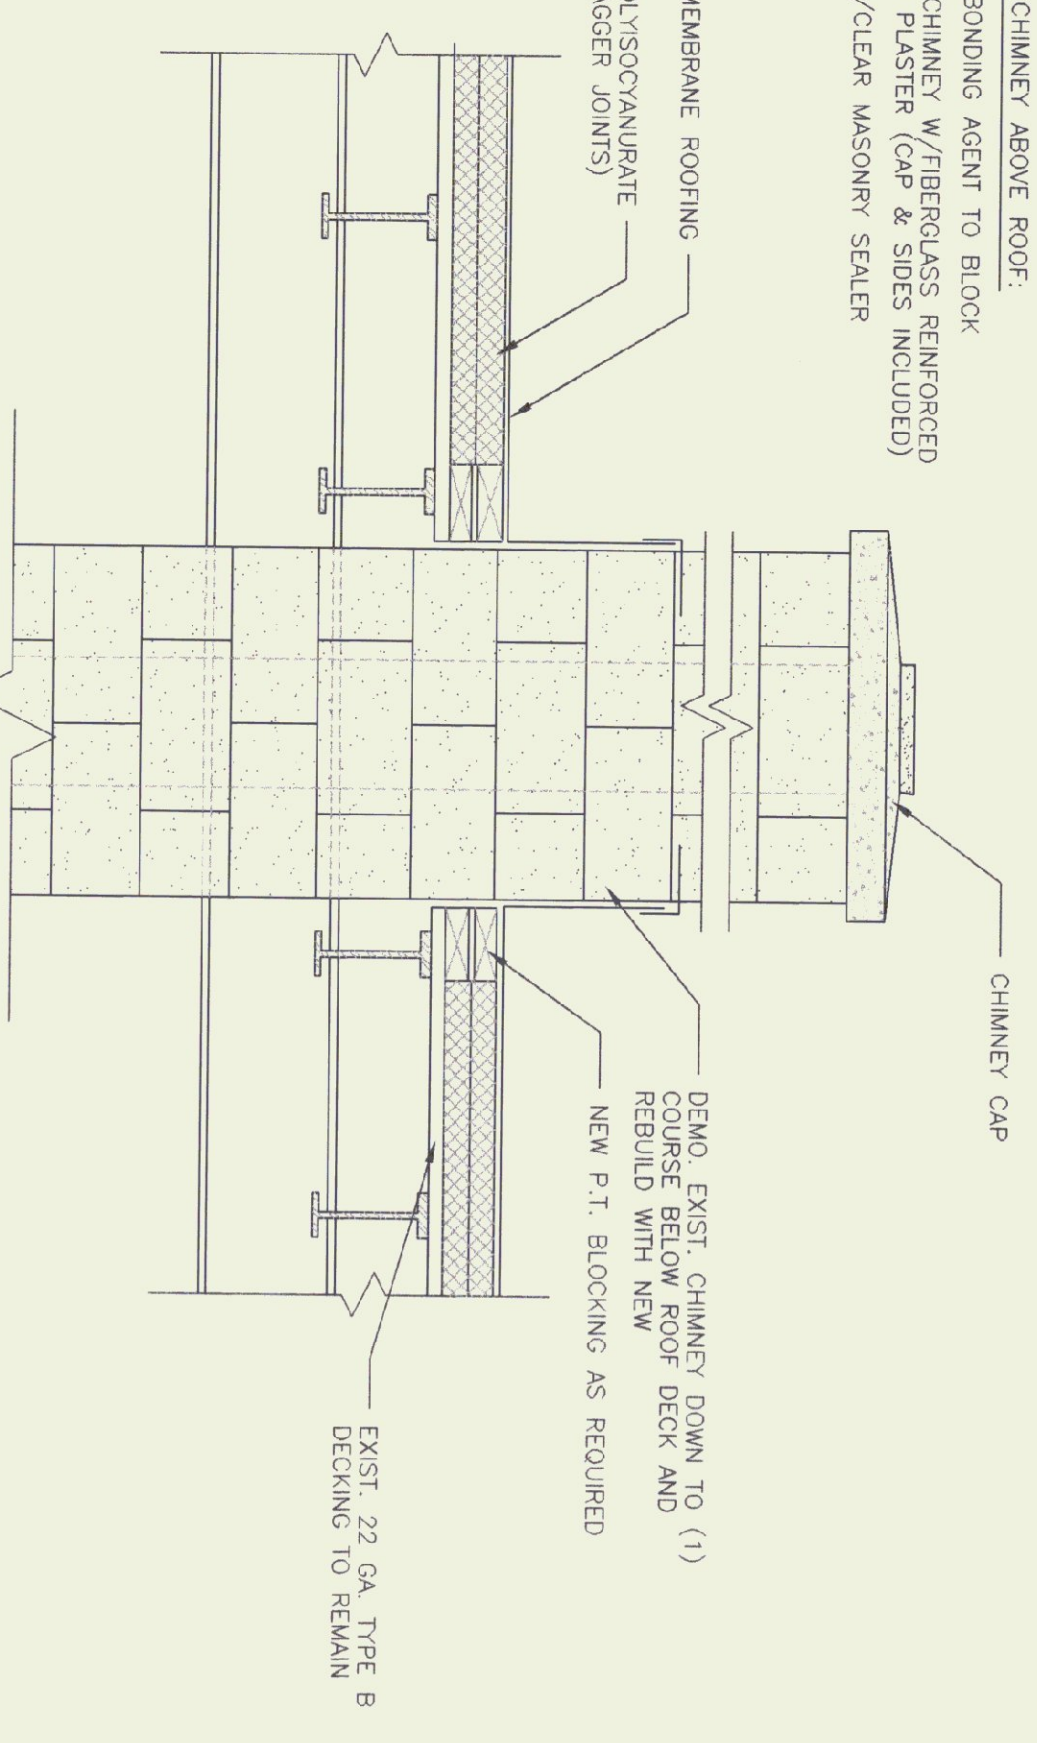 CHIMNEY ABOVE ROOF:
BONDING AGENT TO BLOCK
CHIMNEY W/FIBERGLASS REINFORCED
PLASTER (CAP & SIDES INCLUDED)
/CLEAR MASONRY SEALER
MEMBRANE ROOFING
OLYISOCYANURATE
AGGER JOINTS)
CHIMNEY CAP
DEMO. EXIST. CHIMNEY DOWN TO (1)
COURSE BELOW ROOF DECK AND
REBUILD WITH NEW
NEW P.T. BLOCKING AS REQUIRED
EXIST. 22 GA. TYPE B
DECKING TO REMAIN